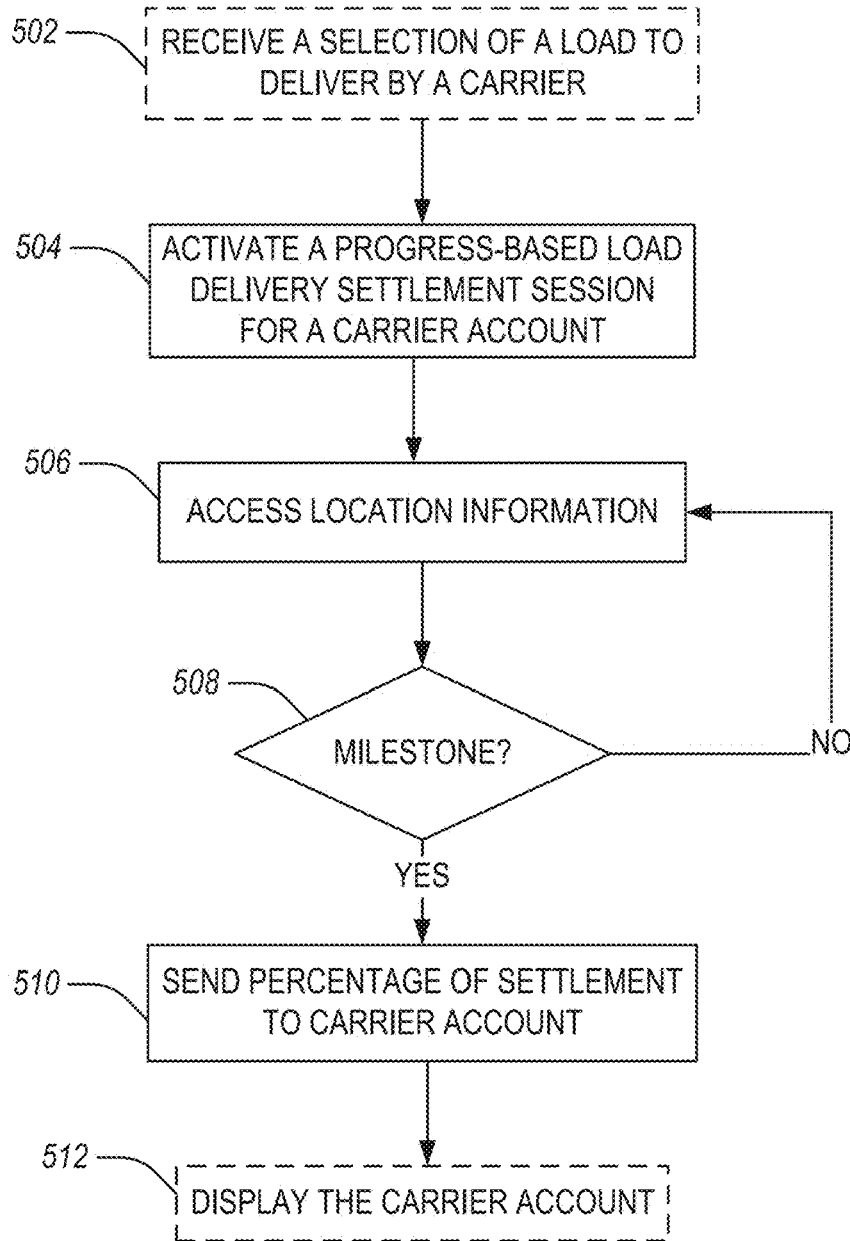 502
RECEIVE A SELECTION OF A LOAD TO
DELIVER BY A CARRIER
504
ACTIVATE A PROGRESS-BASED LOAD
DELIVERY SETTLEMENT SESSION
FOR A CARRIER ACCOUNT
506
ACCESS LOCATION INFORMATION
508
MILESTONE?
NO
YES
510
SEND PERCENTAGE OF SETTLEMENT
TO CARRIER ACCOUNT
512
DISPLAY THE CARRIER ACCOUNT